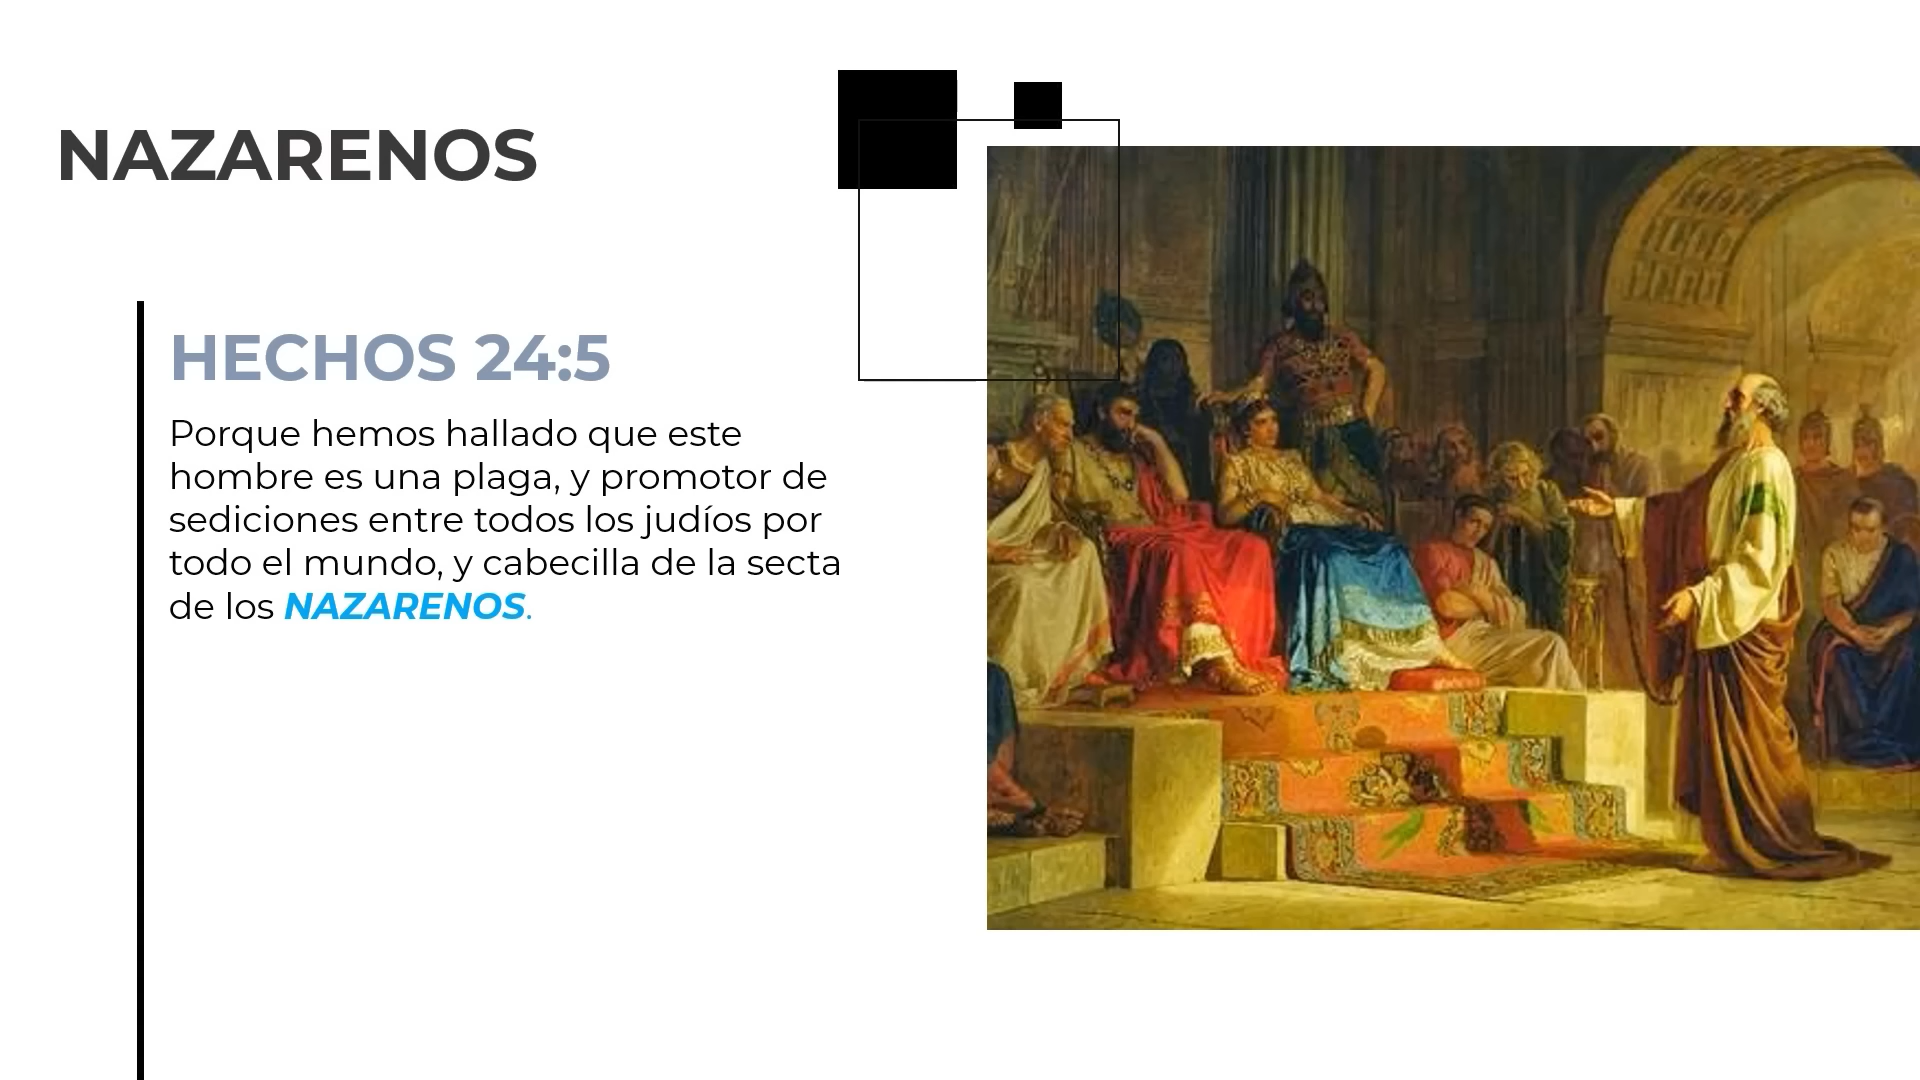 NAZARENOS
HECHOS 24:5
Porque hemos hallado que este
hombre es una plaga, y promotor de
sediciones entre todos los judíos por
todo el mundo, y cabecilla de la secta
de los NAZARENOS.